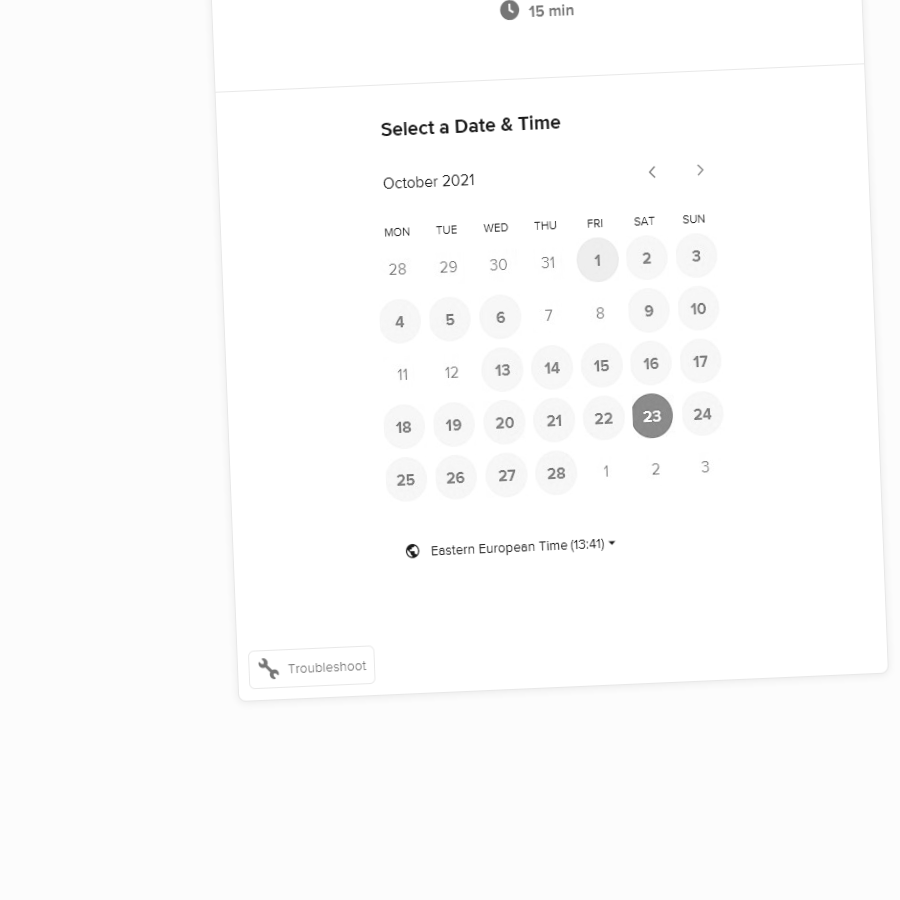 15 min
Select a Date & Time
October 2021
MON TUE WED THU FRI SAT SUN
28 29 30 31 1 2 3
4 5 6 7 8 9 10
11 12 13 14 15 16 17
18 19 20 21 22 23 24
25 26 27 28 1 2 3
Eastern European Time (13:41)
Troubleshoot